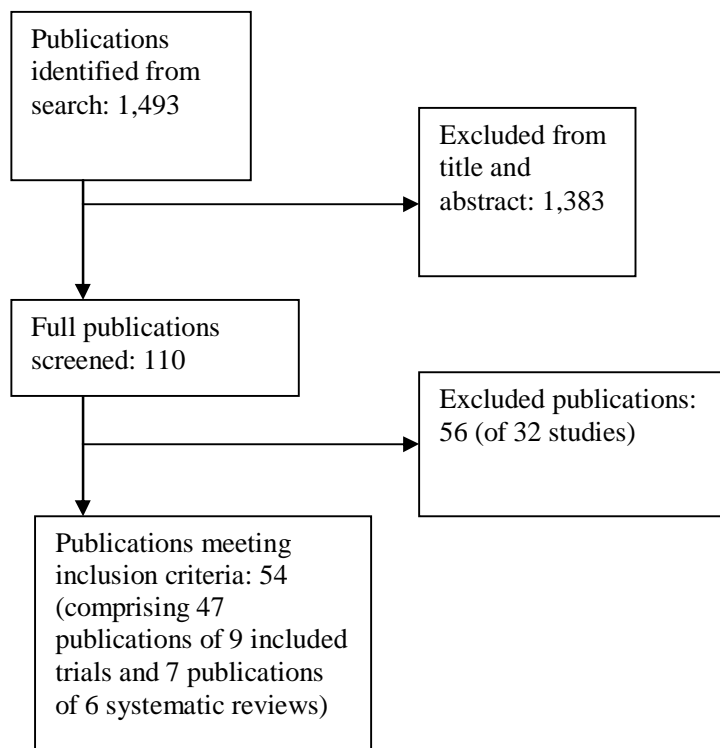 Publications
identified from
search: 1,493
Excluded from
title and
abstract: 1,383
Full publications
screened: 110
Excluded publications:
56 (of 32 studies)
Publications meeting
inclusion criteria: 54
(comprising 47
publications of 9 included
trials and 7 publications
of 6 systematic reviews)